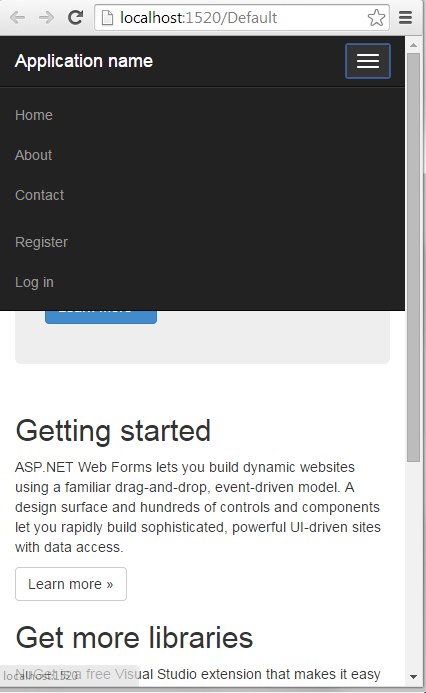 localhost:1520/Default
Application name
Home
About
Contact
Register
Log in
Getting started
ASP.NET Web Forms lets you build dynamic websites
using a familiar drag-and-drop, event-driven model. A
design surface and hundreds of controls and components
let you rapidly build sophisticated, powerful UI-driven sites
with data access.
Learn more »
Get more libraries
NuGet is a free Visual Studio extension that makes it easy
localhost:1520